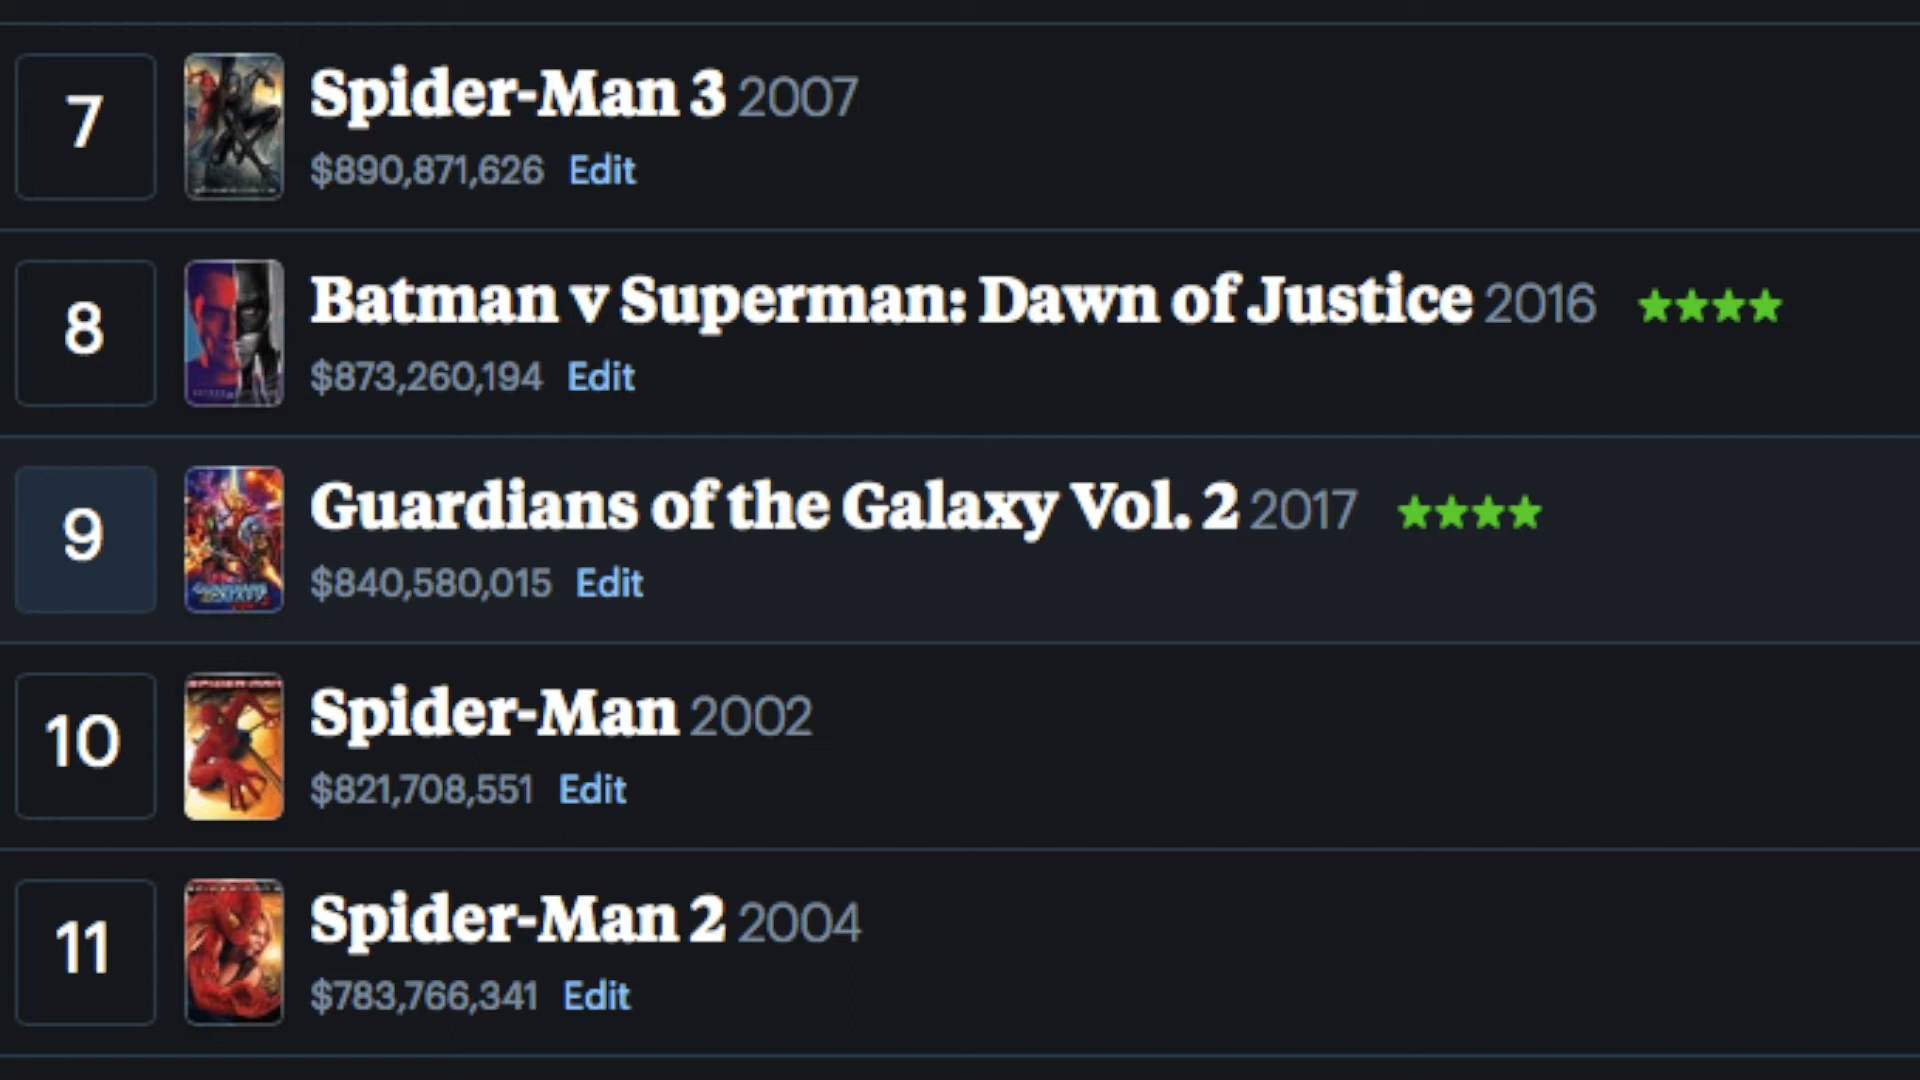 7
Spider-Man 3 2007
$890,871,626 Edit
8
Batman v Superman: Dawn of Justice 2016 ★★★★
$873,260,194 Edit
9
Guardians of the Galaxy Vol. 2 2017 ★★★★
$840,580,015 Edit
10
Spider-Man 2002
$821,708,551 Edit
11
Spider-Man 2 2004
$783,766,341 Edit